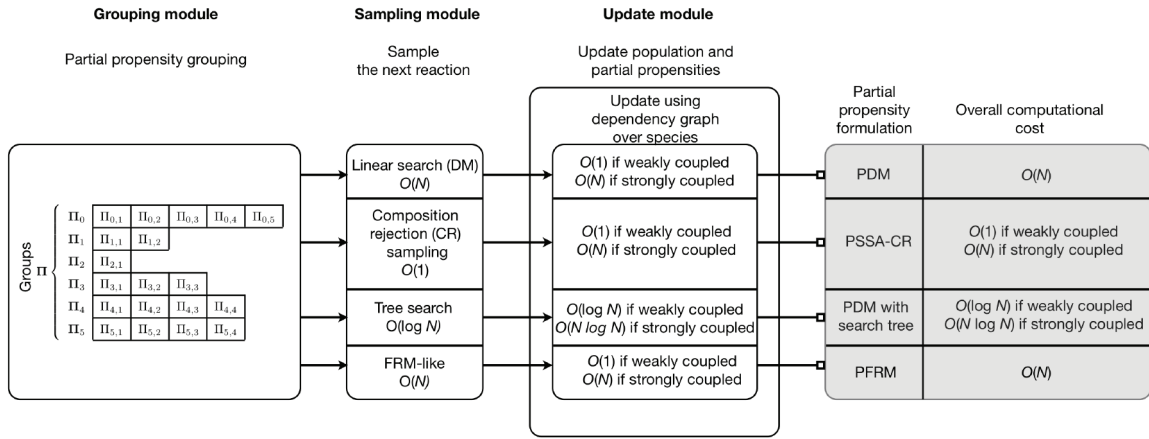 Grouping module
Sampling module
Update module
Partial propensity grouping
Sample
the next reaction
Update population and
partial propensities
Update using
dependency graph
over species
Partial
propensity
formulation
Overall computational
cost
Groups
Π
Π0 Π0,1 Π0,2 Π0,3 Π0,4 Π0,5
Π1 Π1,1 Π1,2
Π2 Π2,1
Π3 Π3,1 Π3,2 Π3,3
Π4 Π4,1 Π4,2 Π4,3 Π4,4
Π5 Π5,1 Π5,2 Π5,3 Π5,4
Linear search (DM)
O(N)
O(1) if weakly coupled
O(N) if strongly coupled
PDM
O(N)
Composition
rejection (CR)
sampling
O(1)
O(1) if weakly coupled
O(N) if strongly coupled
PSSA-CR
O(1) if weakly coupled
O(N) if strongly coupled
Tree search
O(log N)
O(log N) if weakly coupled
O(N log N) if strongly coupled
PDM with
search tree
O(log N) if weakly coupled
O(N log N) if strongly coupled
FRM-like
O(N)
O(1) if weakly coupled
O(N) if strongly coupled
PFRM
O(N)